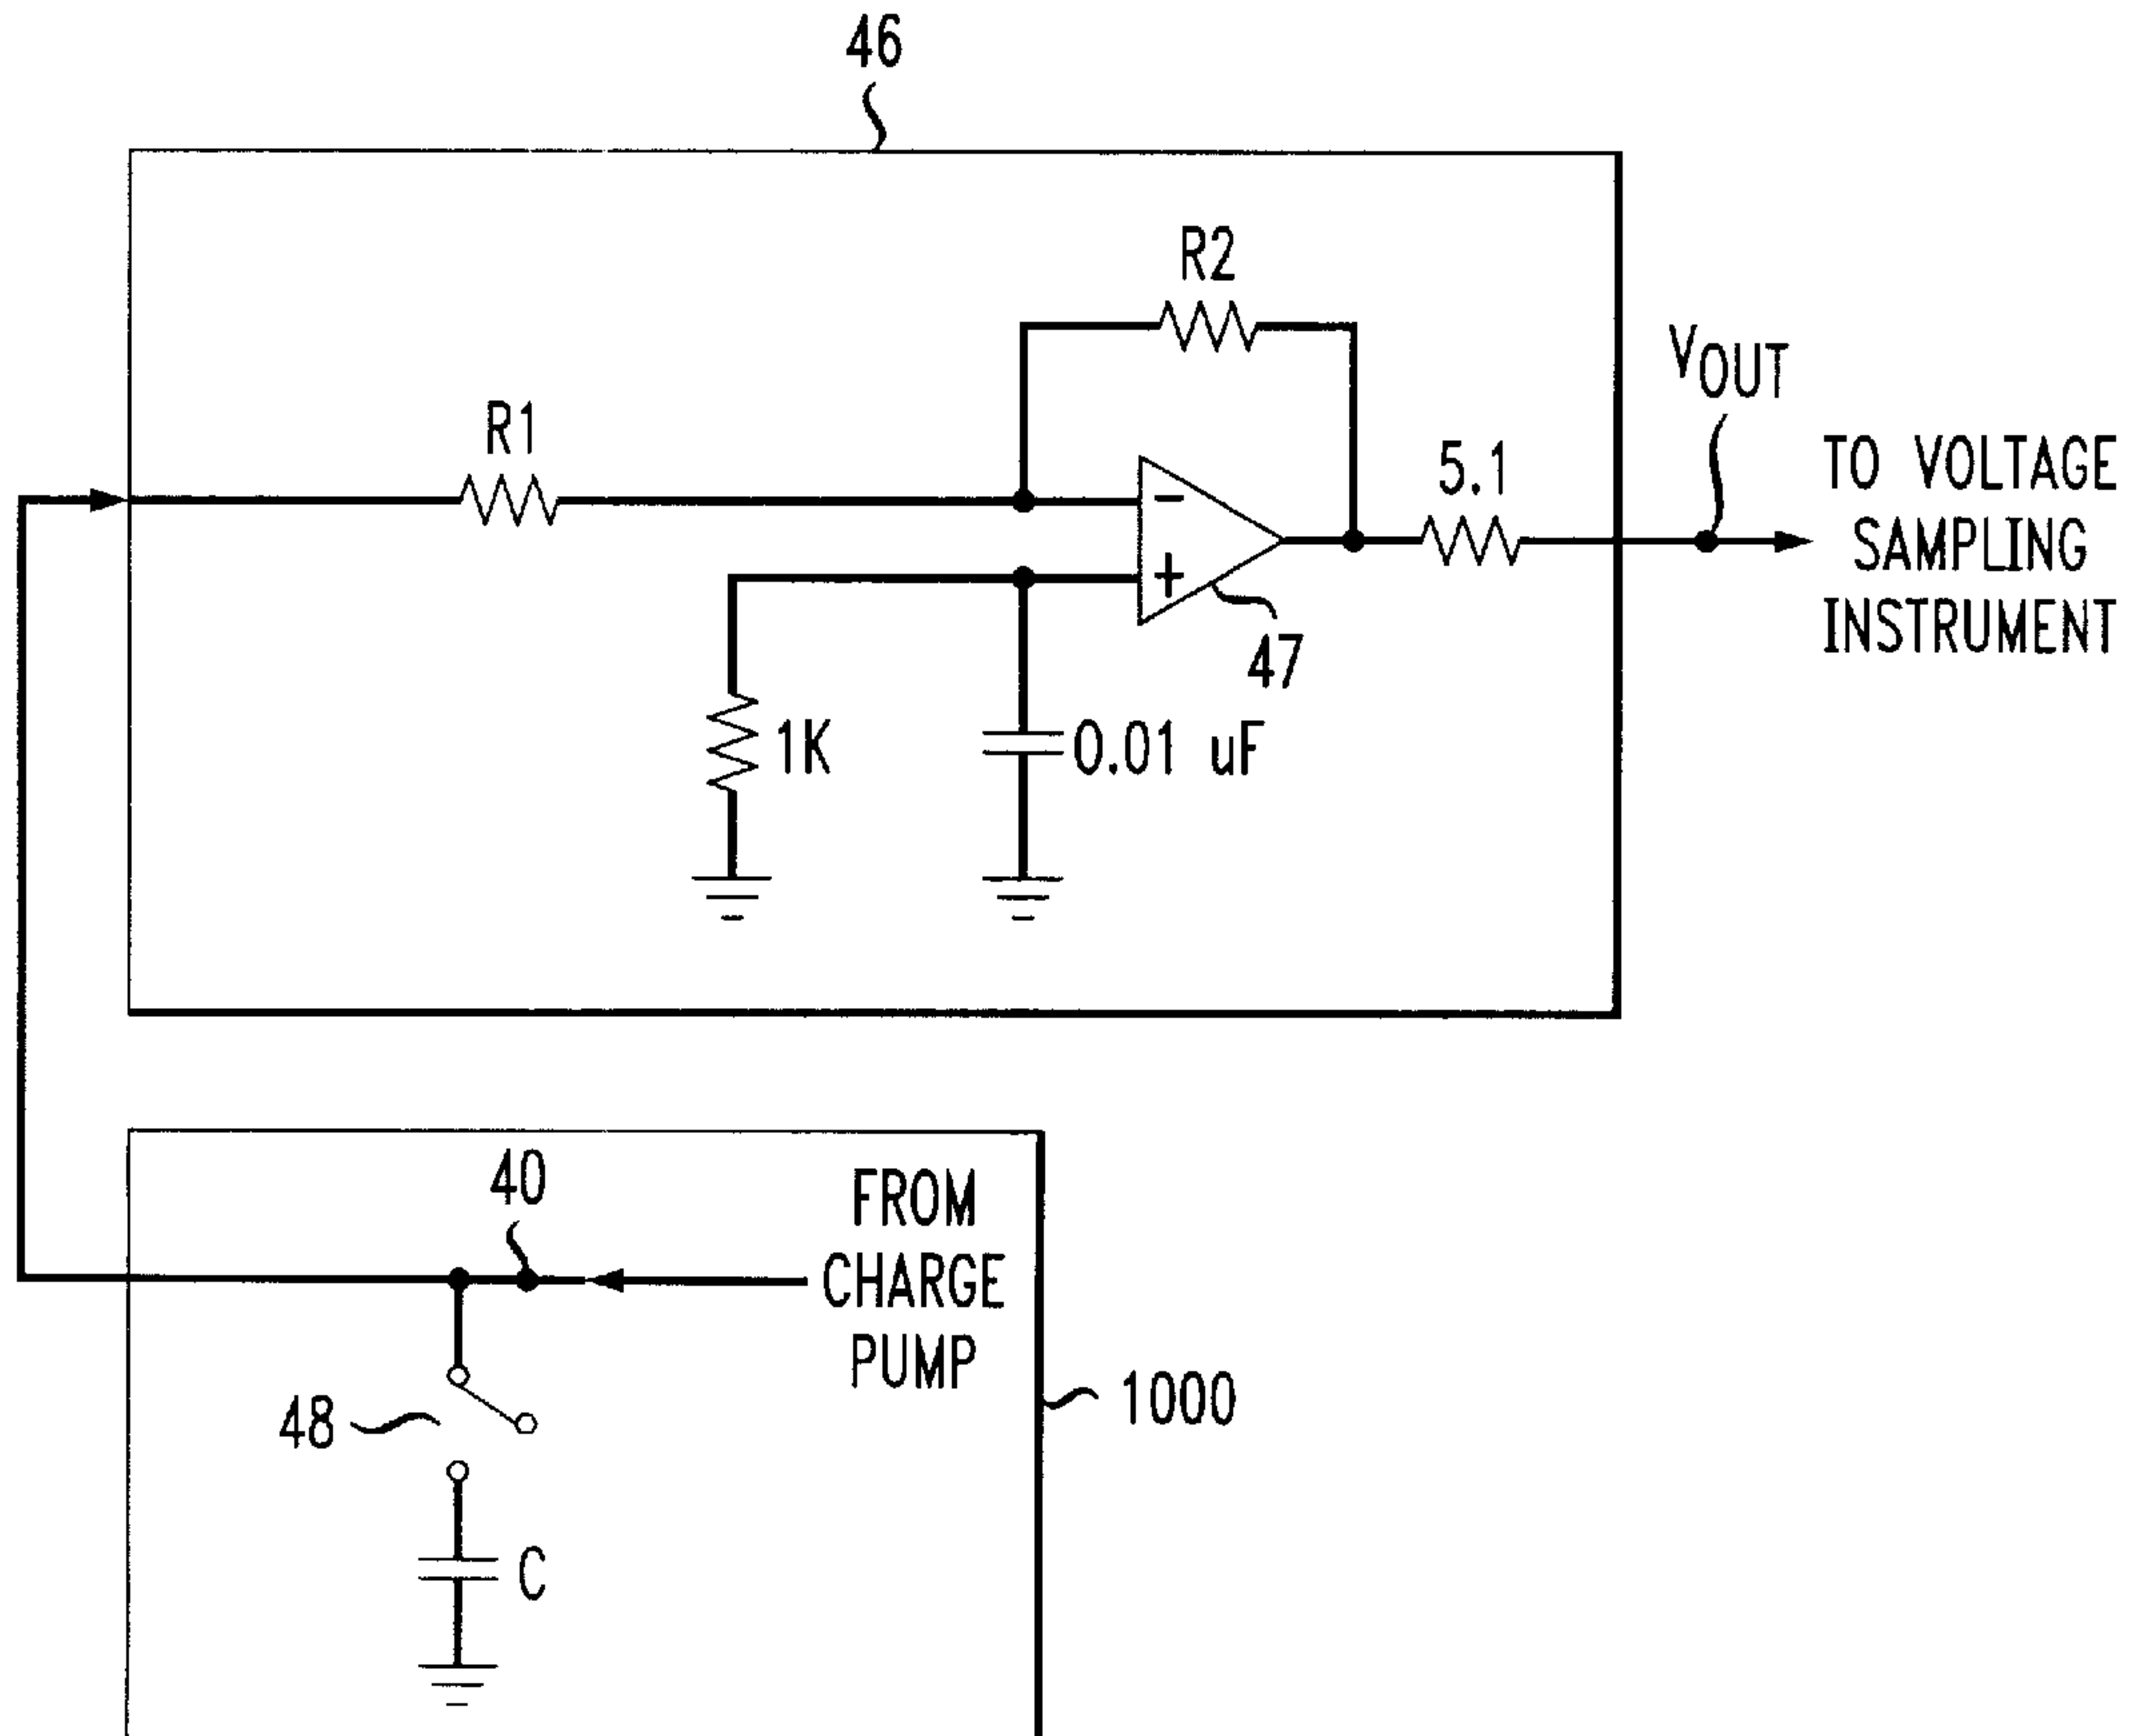 46
R2
R1
VOUT
5.1
TO VOLTAGE
SAMPLING
INSTRUMENT
-
+
47
1K
0.01 uF
40
FROM
CHARGE
PUMP
1000
48
C